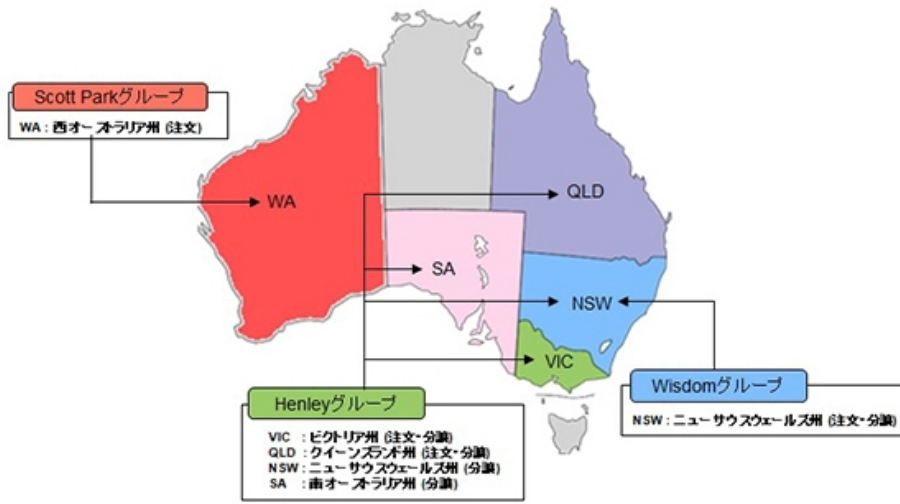 Scott Parkグループ
WA : 西オーストラリア州 (注文)
WA
QLD
SA
NSW
VIC
Henleyグループ
VIC : ビクトリア州 (注文・分譲)
QLD : クイーンズランド州 (注文・分譲)
NSW : ニューサウスウェールズ州 (分譲)
SA : 南オーストラリア州 (分譲)
Wisdomグループ
NSW : ニューサウスウェールズ州 (注文・分譲)